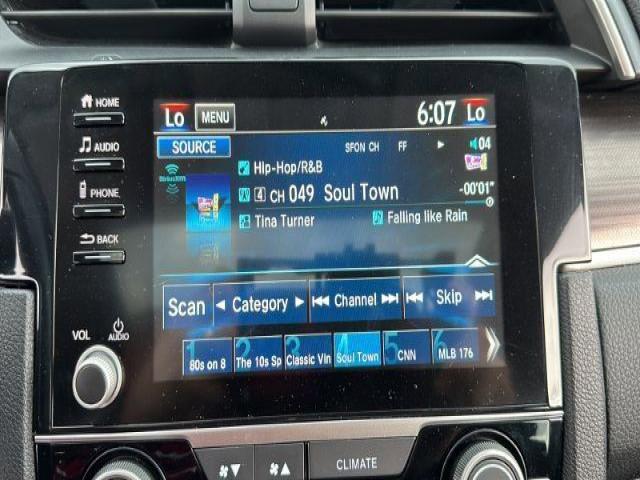 HOME
AUDIO
PHONE
BACK
VOL
AUDIO
Lo MENU 6:07 Lo
SOURCE SFON CH FF 04
SiriusXM
Hip-Hop/R&B
4 CH 049 Soul Town -00'01"
Tina Turner Falling like Rain
Scan Category Channel Skip
1 80s on 8
2 The 10s Sp
3 Classic Vin
4 Soul Town
5 CNN
6 MLB 176
CLIMATE